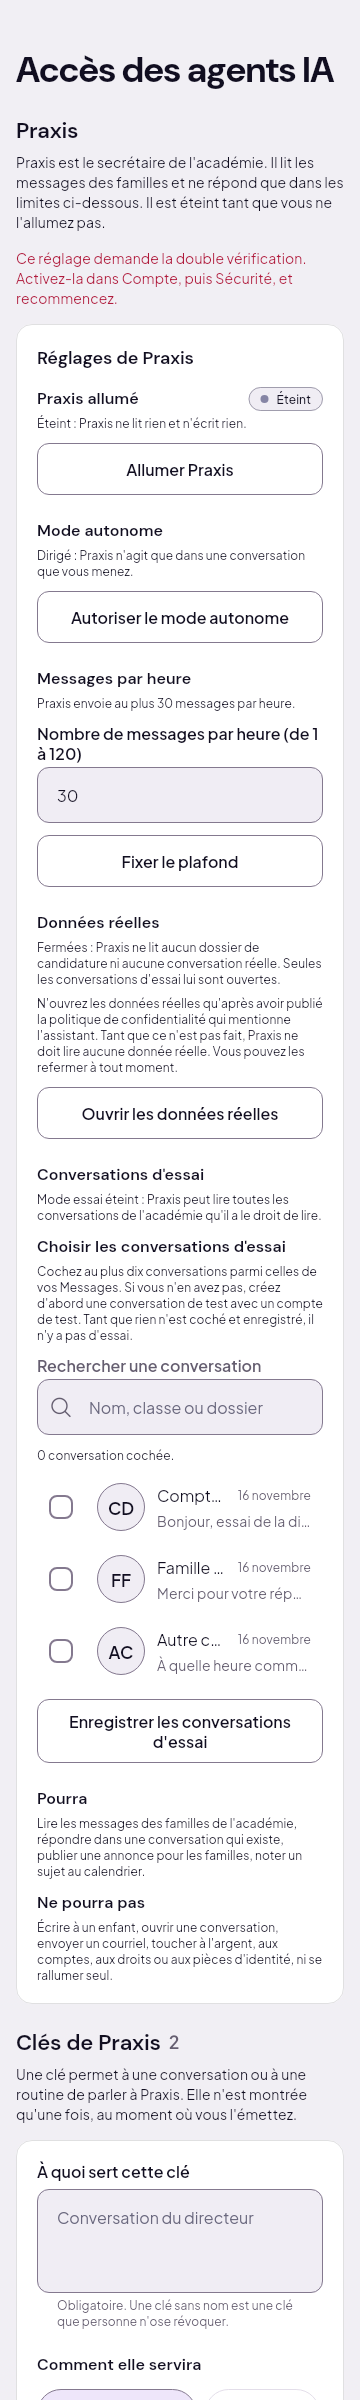 Accès des agents IA
Praxis
Praxis est le secrétaire de l'académie. Il lit les
messages des familles et ne répond que dans les
limites ci-dessous. Il est éteint tant que vous ne
l'allumez pas.
Ce réglage demande la double vérification.
Activez-la dans Compte, puis Sécurité, et
recommencez.
Réglages de Praxis
Praxis allumé
Éteint
Éteint : Praxis ne lit rien et n'écrit rien.
Allumer Praxis
Mode autonome
Dirigé : Praxis n'agit que dans une conversation
que vous menez.
Autoriser le mode autonome
Messages par heure
Praxis envoie au plus 30 messages par heure.
Nombre de messages par heure (de 1
à 120)
30
Fixer le plafond
Données réelles
Fermées : Praxis ne lit aucun dossier de
candidature ni aucune conversation réelle. Seules
les conversations d'essai lui sont ouvertes.
N'ouvrez les données réelles qu'après avoir publié
la politique de confidentialité qui mentionne
l'assistant. Tant que ce n'est pas fait, Praxis ne
doit lire aucune donnée réelle. Vous pouvez les
refermer à tout moment.
Ouvrir les données réelles
Conversations d'essai
Mode essai éteint : Praxis peut lire toutes les
conversations de l'académie qu'il a le droit de lire.
Choisir les conversations d'essai
Cochez au plus dix conversations parmi celles de
vos Messages. Si vous n'en avez pas, créez
d'abord une conversation de test avec un compte
de test. Tant que rien n'est coché et enregistré, il
n'y a pas d'essai.
Rechercher une conversation
Nom, classe ou dossier
0 conversation cochée.
CD
Compt...
16 novembre
Bonjour, essai de la di...
FF
Famille ...
16 novembre
Merci pour votre rép...
AC
Autre c...
16 novembre
À quelle heure comm...
Enregistrer les conversations
d'essai
Pourra
Lire les messages des familles de l'académie,
répondre dans une conversation qui existe,
publier une annonce pour les familles, noter un
sujet au calendrier.
Ne pourra pas
Écrire à un enfant, ouvrir une conversation,
envoyer un courriel, toucher à l'argent, aux
comptes, aux droits ou aux pièces d'identité, ni se
rallumer seul.
Clés de Praxis 2
Une clé permet à une conversation ou à une
routine de parler à Praxis. Elle n'est montrée
qu'une fois, au moment où vous l'émettez.
À quoi sert cette clé
Conversation du directeur
Obligatoire. Une clé sans nom est une clé
que personne n'ose révoquer.
Comment elle servira